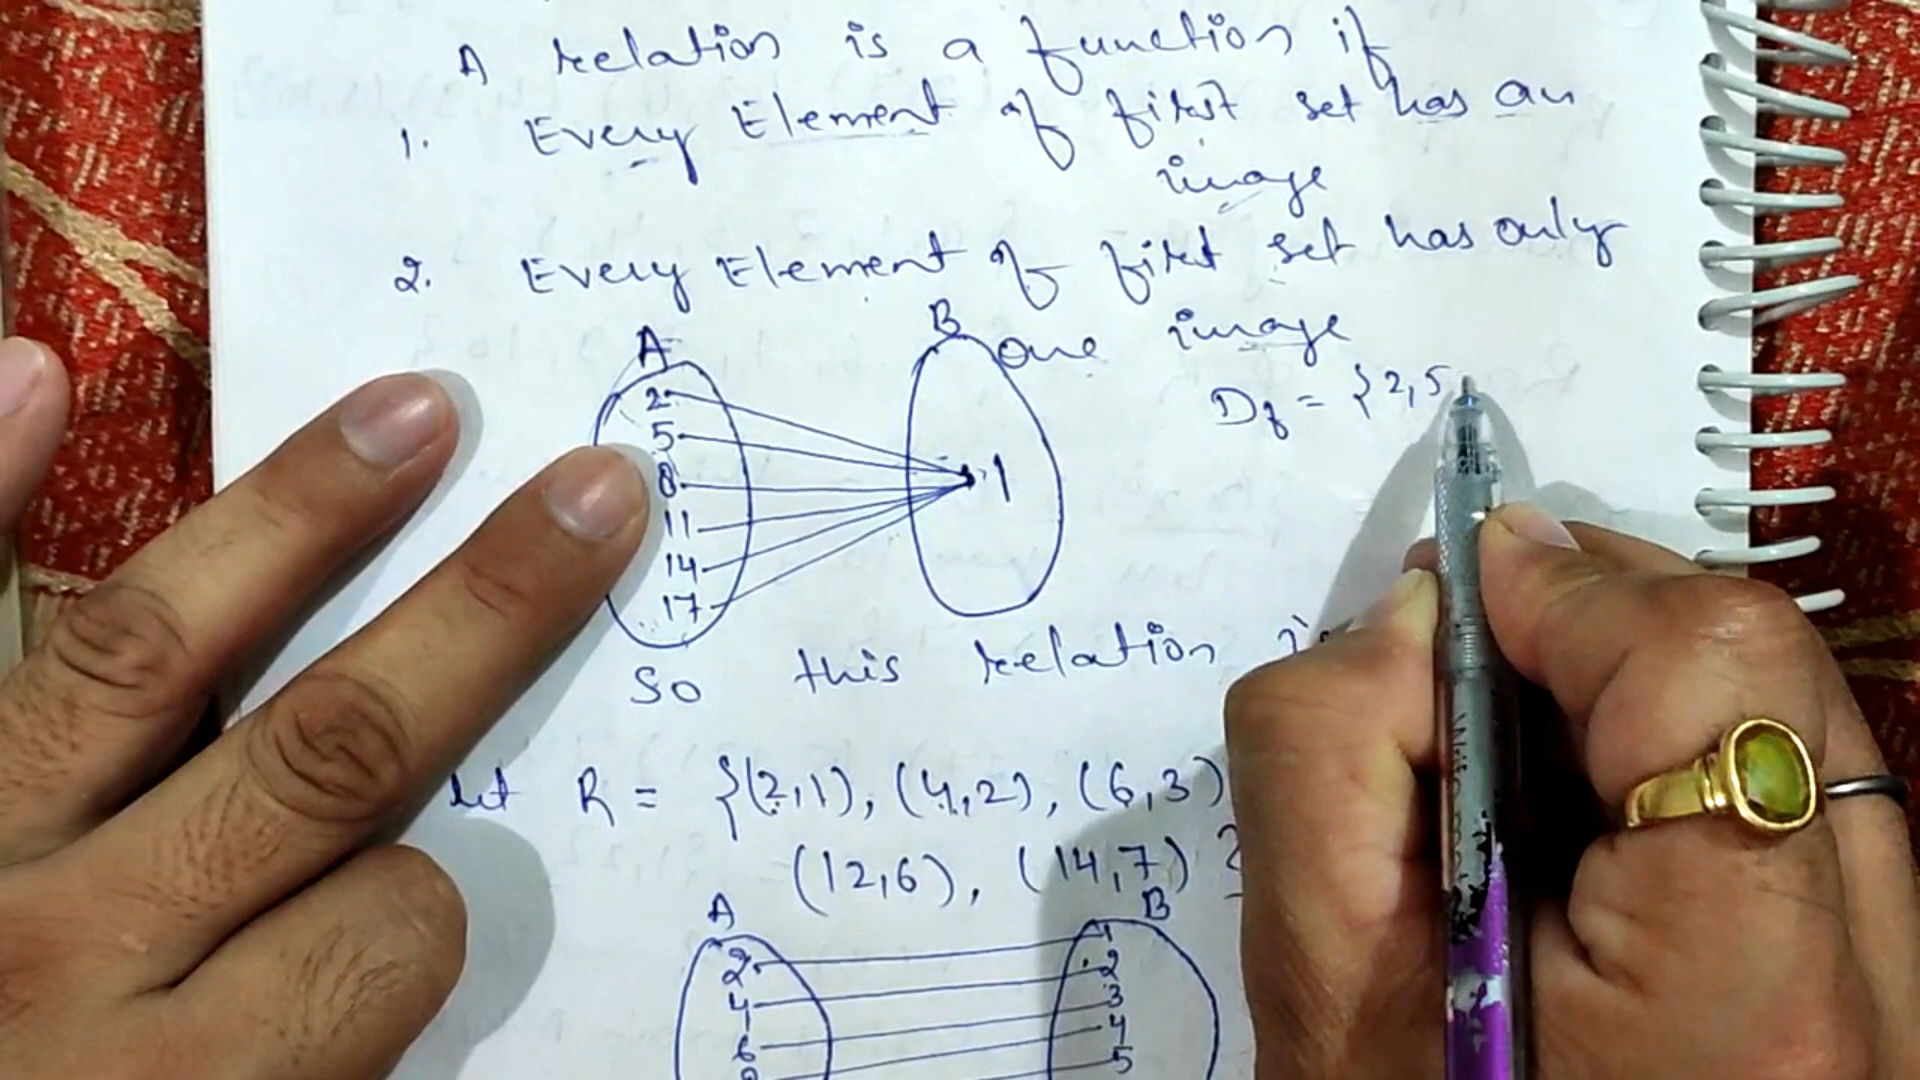 A relation is a function if
1. Every Element of first set has an
image
2. Every Element of first set has only
one image
A
B
2
5
8
11
14
17
1
Df = {2,5
So this relation is
let R = {(2,1), (4,2), (6,3)
(12,6), (14,7) }
A
B
2
4
6
8
1
2
3
4
5